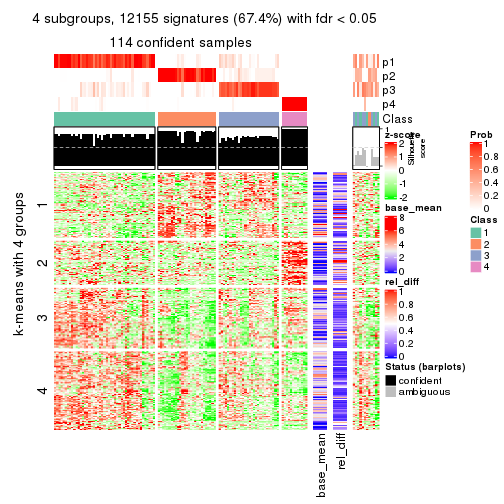 4 subgroups, 12155 signatures (67.4%) with fdr < 0.05
114 confident samples
p1
p2
p3
p4
Class
1
Silhouette
score
k-means with 4 groups
1
2
3
4
base_mean
rel_diff
z-score
2
1
0
-1
-2
base_mean
8
6
4
2
0
rel_diff
1
0.8
0.6
0.4
0.2
0
Status (barplots)
confident
ambiguous
Prob
1
0.8
0.6
0.4
0.2
0
Class
1
2
3
4